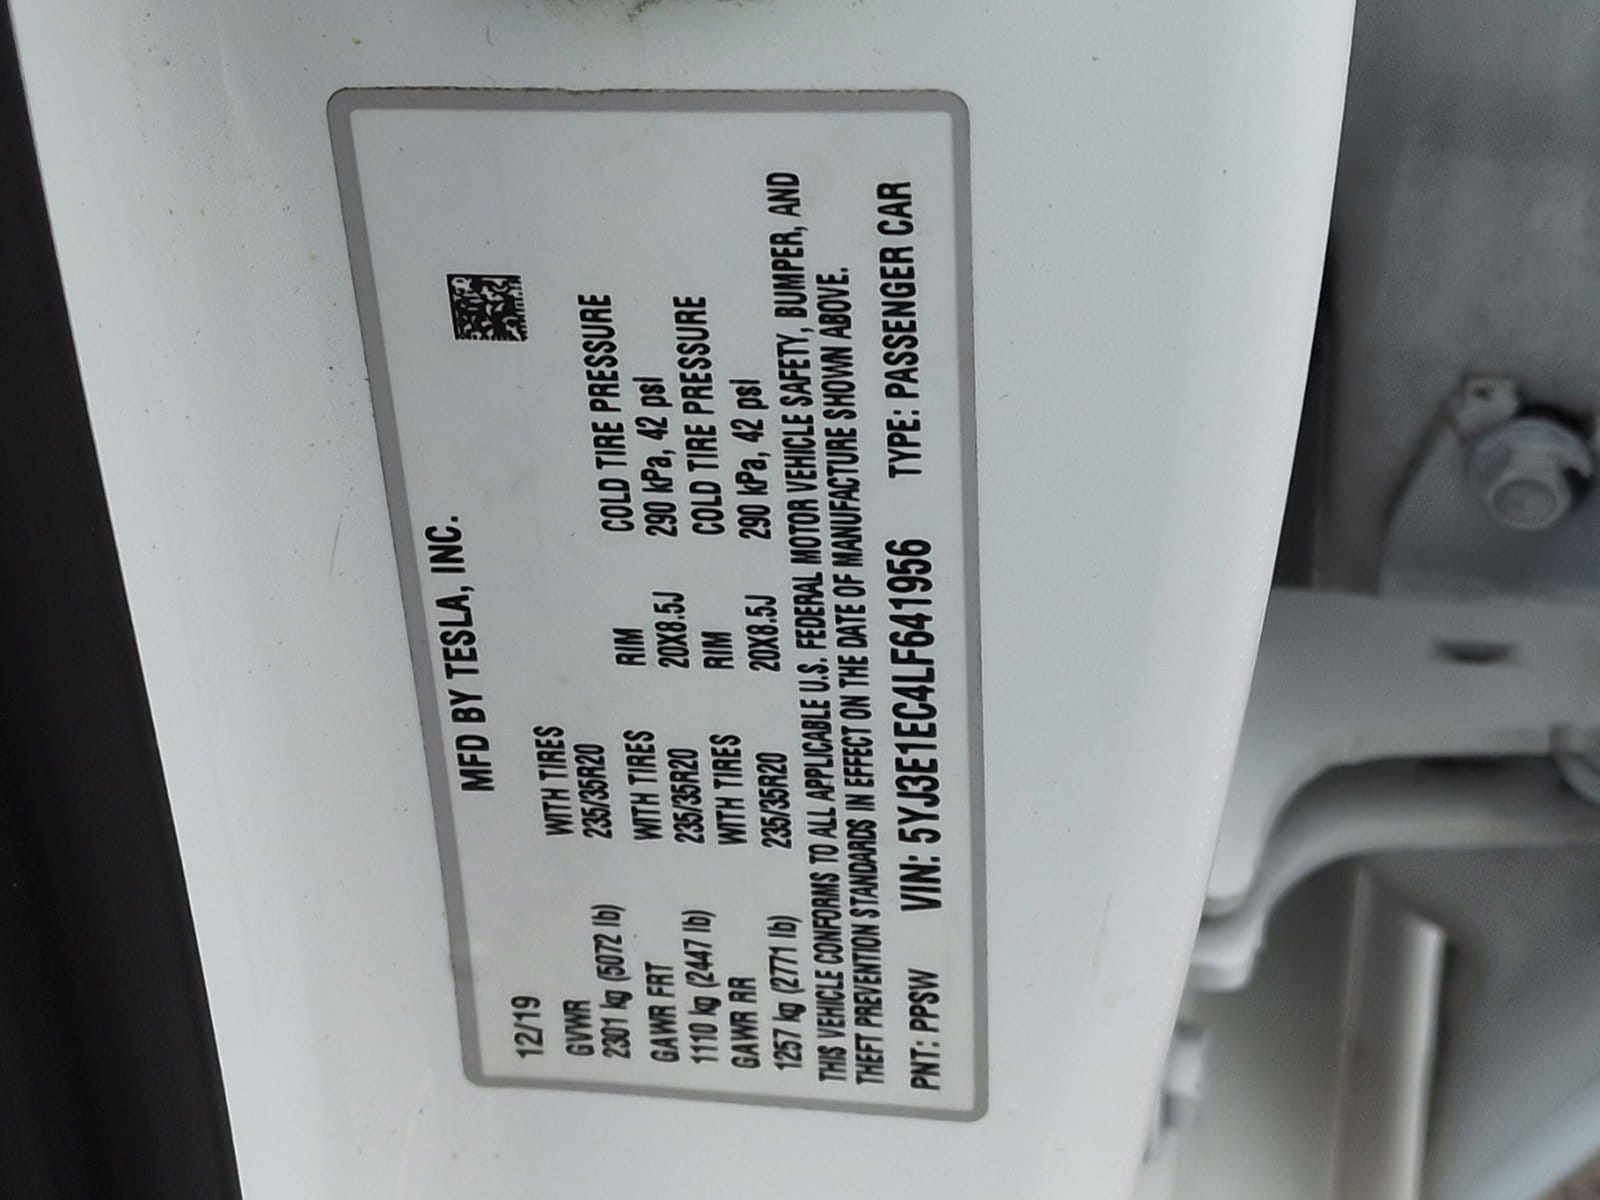 MFD BY TESLA, INC.
12/19
GVWR WITH TIRES
2301 kg (5072 lb) 235/35R20 RIM COLD TIRE PRESSURE
GAWR FRT WITH TIRES 20X8.5J 290 kPa, 42 psi
1110 kg (2447 lb) 235/35R20 RIM COLD TIRE PRESSURE
GAWR RR WITH TIRES 20X8.5J 290 kPa, 42 psi
1257 kg (2771 lb) 235/35R20
THIS VEHICLE CONFORMS TO ALL APPLICABLE U.S. FEDERAL MOTOR VEHICLE SAFETY, BUMPER, AND
THEFT PREVENTION STANDARDS IN EFFECT ON THE DATE OF MANUFACTURE SHOWN ABOVE.
PNT: PPSW VIN: 5YJ3E1EC4LF641956 TYPE: PASSENGER CAR